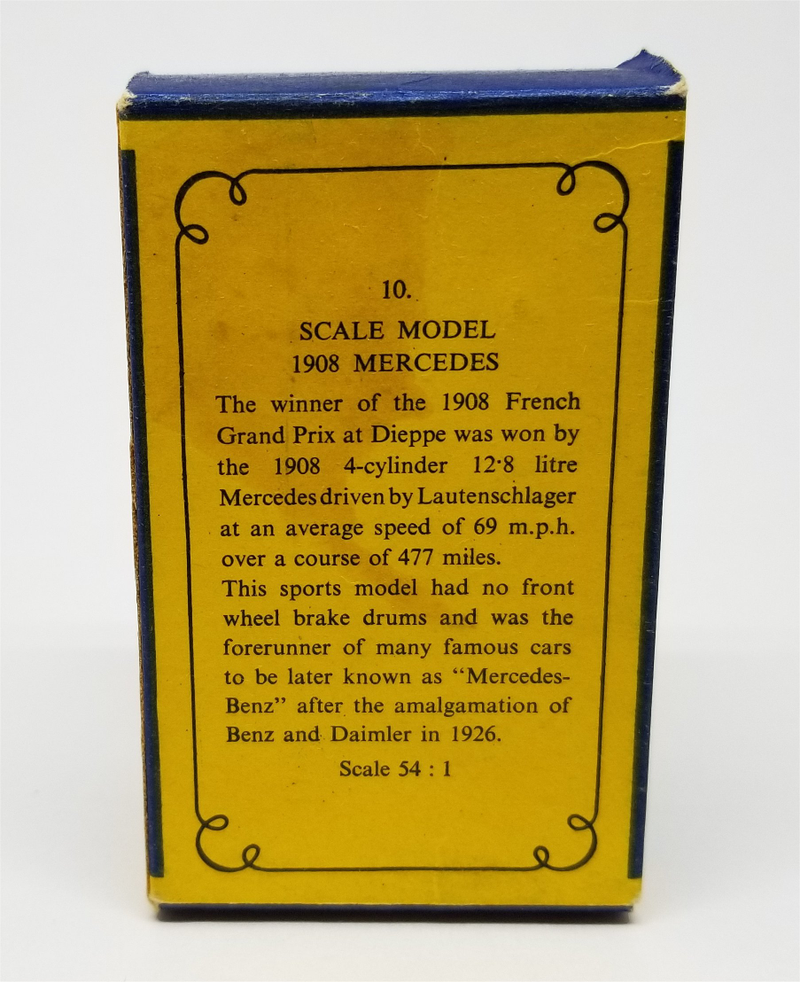 10.
SCALE MODEL
1908 MERCEDES
The winner of the 1908 French
Grand Prix at Dieppe was won by
the 1908 4-cylinder 12·8 litre
Mercedes driven by Lautenschlager
at an average speed of 69 m.p.h.
over a course of 477 miles.
This sports model had no front
wheel brake drums and was the
forerunner of many famous cars
to be later known as “Mercedes-
Benz” after the amalgamation of
Benz and Daimler in 1926.
Scale 54 : 1